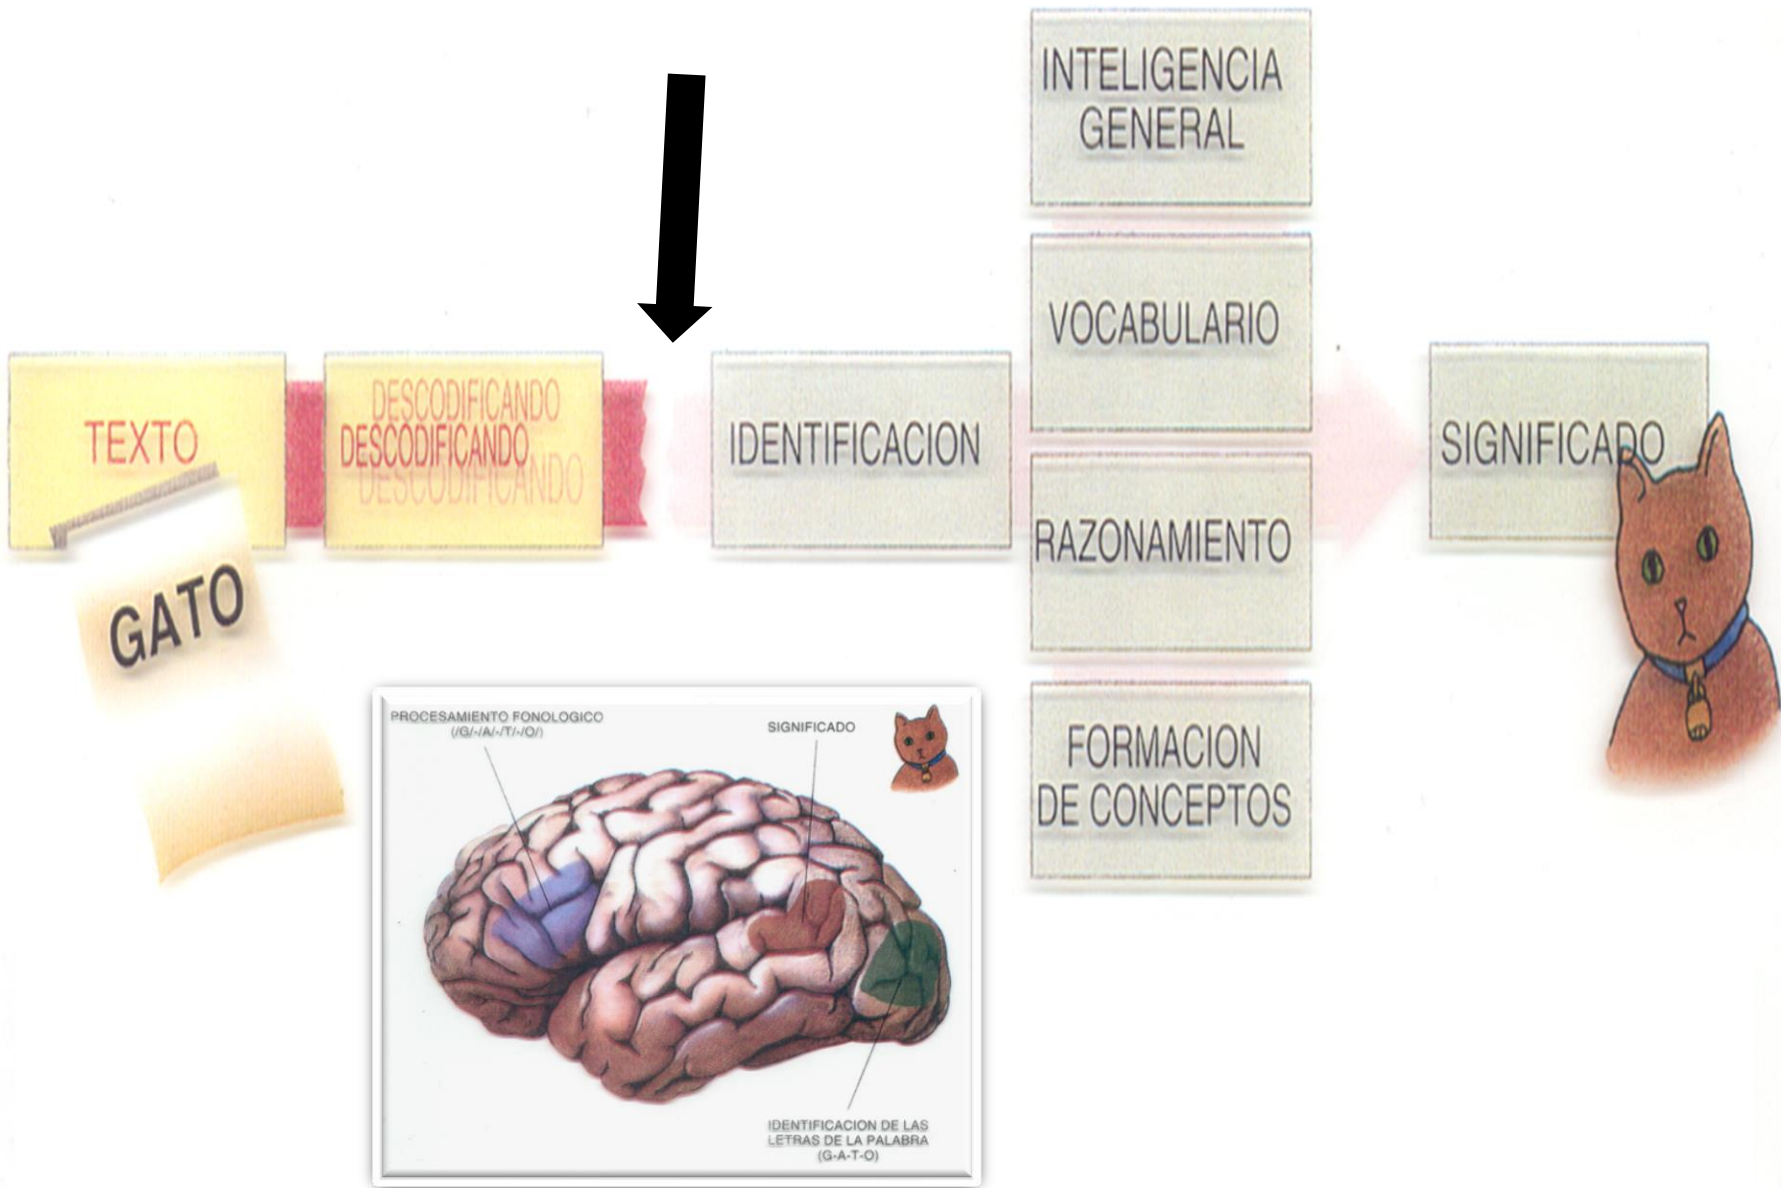 INTELIGENCIA
GENERAL
VOCABULARIO
TEXTO
DESCODIFICANDO
DESCODIFICANDO
DESCODIFICANDO
IDENTIFICACION
SIGNIFICADO
RAZONAMIENTO
GATO
FORMACION
DE CONCEPTOS
PROCESAMIENTO FONOLOGICO
(/G/-/A/-/T/-/O/)
SIGNIFICADO
IDENTIFICACION DE LAS
LETRAS DE LA PALABRA
(G-A-T-O)